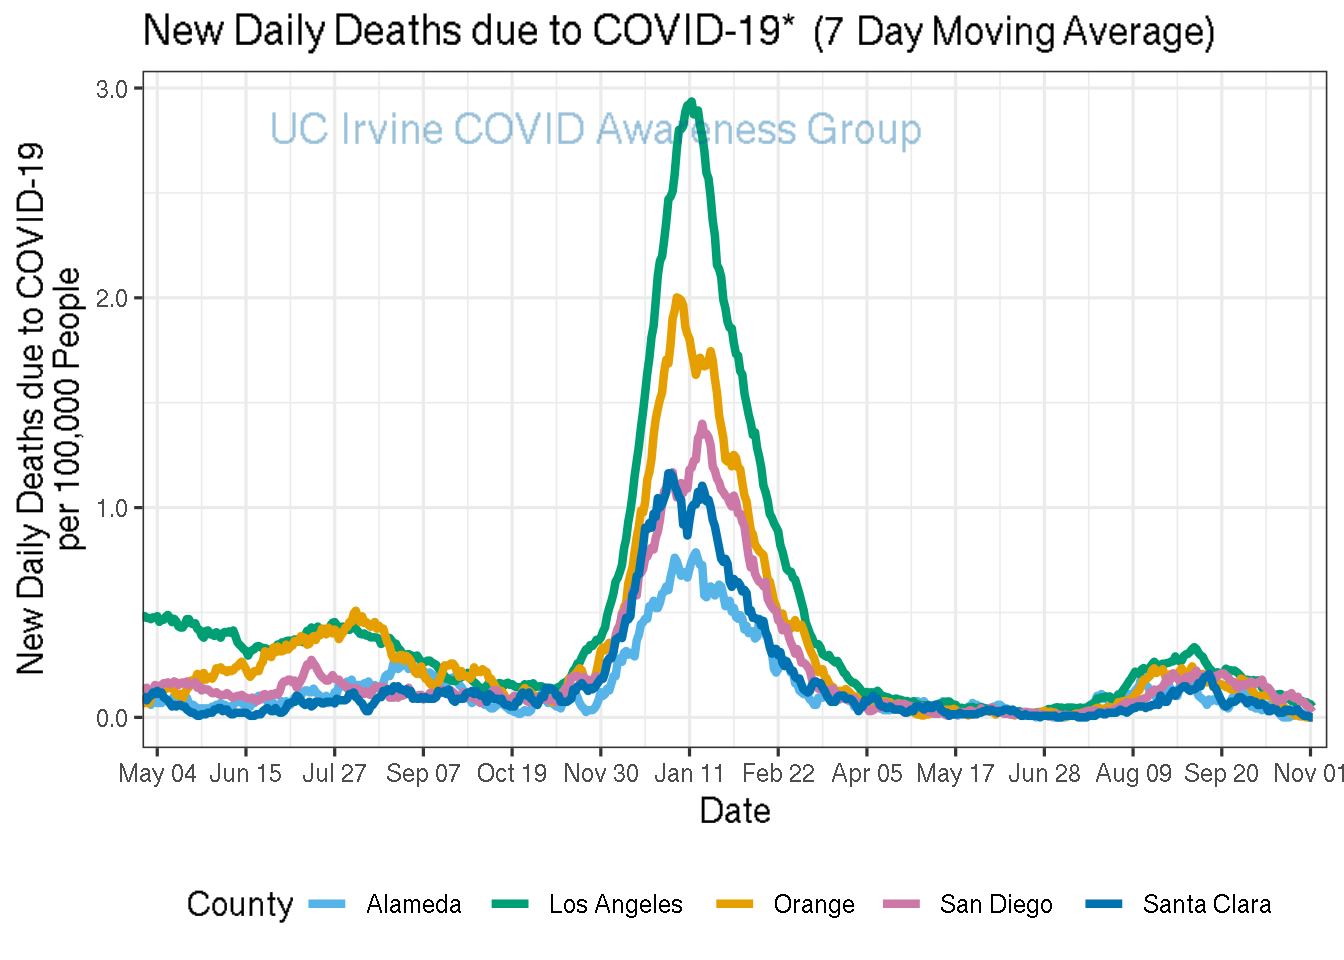 New Daily Deaths due to COVID-19* (7 Day Moving Average)
UC Irvine COVID Awareness Group
New Daily Deaths due to COVID-19
per 100,000 People
3.0
2.0
1.0
0.0
May 04 Jun 15 Jul 27 Sep 07 Oct 19 Nov 30 Jan 11 Feb 22 Apr 05 May 17 Jun 28 Aug 09 Sep 20 Nov 01
Date
County Alameda Los Angeles Orange San Diego Santa Clara